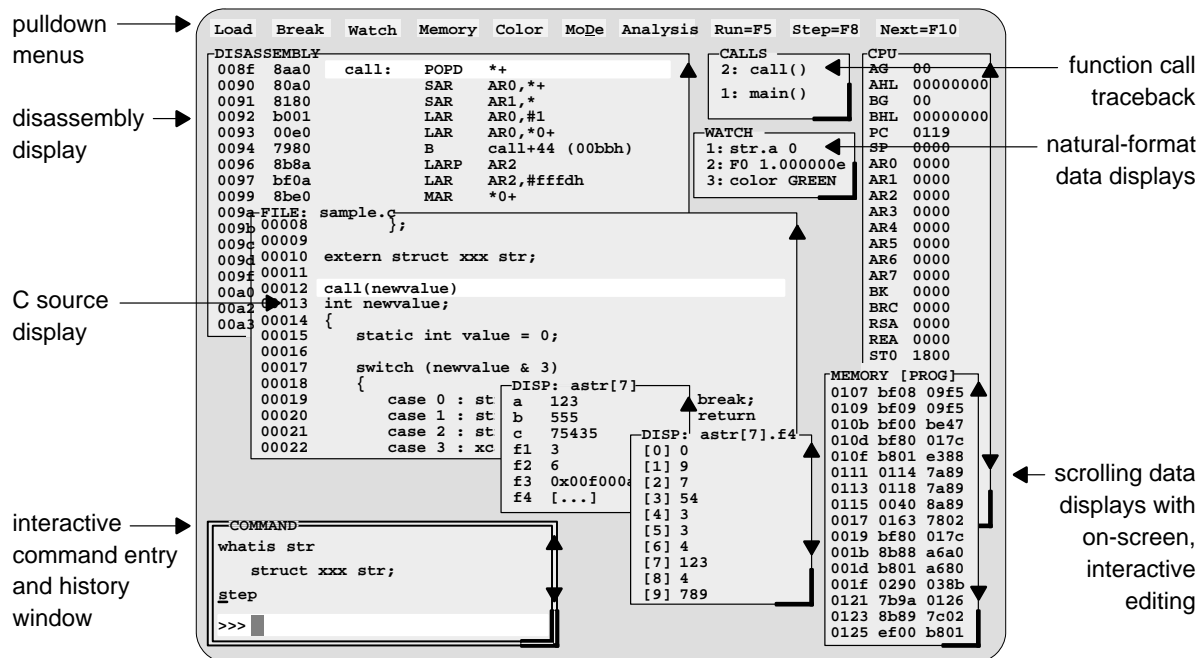 pulldown
menus
disassembly
display
C source
display
interactive
command entry
and history
window
Load Break Watch Memory Color MoDe Analysis Run=F5 Step=F8 Next=F10
DISASSEMBLY
008f 8aa0 call: POPD *+
0090 80a0 SAR AR0,*+
0091 8180 SAR AR1,*
0092 b001 LAR AR0,#1
0093 00e0 LAR AR0,*0+
0094 7980 B call+44 (00bbh)
0096 8b8a LARP AR2
0097 bf0a LAR AR2,#fffdh
0099 8be0 MAR *0+
009a
009b
009c
009d
009f
00a0
00a2
00a3
FILE: sample.c
00008 };
00009
00010 extern struct xxx str;
00011
00012 call(newvalue)
00013 int newvalue;
00014 {
00015 static int value = 0;
00016
00017 switch (newvalue & 3)
00018 {
00019 case 0 : st break;
00020 case 1 : st return
00021 case 2 : st
00022 case 3 : xc
CALLS
2: call()
1: main()
WATCH
1: str.a 0
2: F0 1.000000e
3: color GREEN
CPU
AG 00
AHL 00000000
BG 00
BHL 00000000
PC 0119
SP 0000
AR0 0000
AR1 0000
AR2 0000
AR3 0000
AR4 0000
AR5 0000
AR6 0000
AR7 0000
BK 0000
BRC 0000
RSA 0000
REA 0000
ST0 1800
DISP: astr[7]
a 123
b 555
c 75435
f1 3
f2 6
f3 0x00f000a
f4 [...]
DISP: astr[7].f4
[0] 0
[1] 9
[2] 7
[3] 54
[4] 3
[5] 3
[6] 4
[7] 123
[8] 4
[9] 789
MEMORY [PROG]
0107 bf08 09f5
0109 bf09 09f5
010b bf00 be47
010d bf80 017c
010f b801 e388
0111 0114 7a89
0113 0118 7a89
0115 0040 8a89
0017 0163 7802
0019 bf80 017c
001b 8b88 a6a0
001d b801 a680
001f 0290 038b
0121 7b9a 0126
0123 8b89 7c02
0125 ef00 b801
COMMAND
whatis str
struct xxx str;
step
>>>
function call
traceback
natural-format
data displays
scrolling data
displays with
on-screen,
interactive
editing